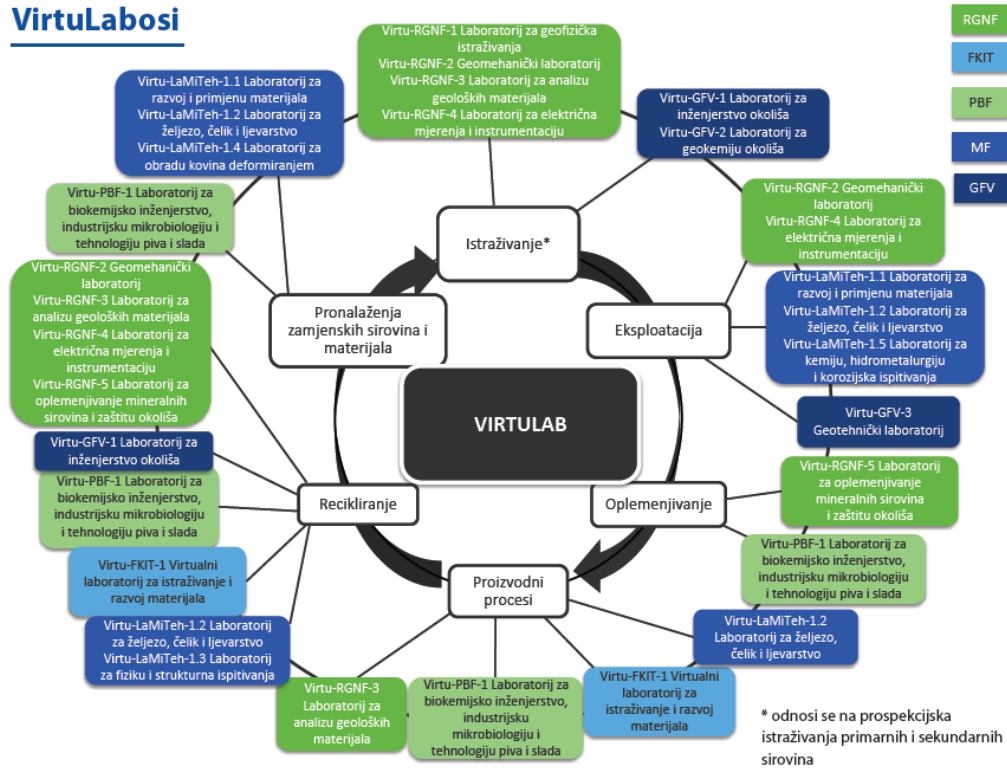 VirtuLabosi
RGNF
FKIT
PBF
MF
GFV
Virtu-RGNF-1 Laboratorij za geofizička
istraživanja
Virtu-RGNF-2 Geomehanički laboratorij
Virtu-RGNF-3 Laboratorij za analizu
geoloških materijala
Virtu-RGNF-4 Laboratorij za električna
mjerenja i instrumentaciju
Virtu-GFV-1 Laboratorij za
inženjerstvo okoliša
Virtu-GFV-2 Laboratorij za
geokemiju okoliša
Virtu-RGNF-2 Geomehanički
laboratorij
Virtu-RGNF-4 Laboratorij za
električna mjerenja i
instrumentaciju
Virtu-LaMiTeh-1.1 Laboratorij za
razvoj i primjenu materijala
Virtu-LaMiTeh-1.2 Laboratorij za
željezo, čelik i ljevarstvo
Virtu-LaMiTeh-1.5 Laboratorij za
kemiju, hidrometalurgiju
i korozijska ispitivanja
Virtu-GFV-3
Geotehnički laboratorij
Virtu-RGNF-5 Laboratorij
za oplemenjivanje
mineralnih sirovina
i zaštitu okoliša
Virtu-PBF-1 Laboratorij za
biokemijsko inženjerstvo,
industrijsku mikrobiologiju
i tehnologiju piva i slada
Virtu-LaMiTeh-1.2
Laboratorij za željezo,
čelik i ljevarstvo
Virtu-FKIT-1 Virtualni
laboratorij za
istraživanje i razvoj
materijala
Virtu-PBF-1 Laboratorij za
biokemijsko inženjerstvo,
industrijsku
mikrobiologiju i
tehnologiju piva i slada
Virtu-RGNF-3
Laboratorij za
analizu geoloških
materijala
Virtu-LaMiTeh-1.2 Laboratorij
za željezo, čelik i ljevarstvo
Virtu-LaMiTeh-1.3 Laboratorij
za fiziku i strukturna ispitivanja
Virtu-FKIT-1 Virtualni
laboratorij za istraživanje i
razvoj materijala
Virtu-PBF-1 Laboratorij za
biokemijsko inženjerstvo,
industrijsku mikrobiologiju
i tehnologiju piva i slada
Virtu-GFV-1 Laboratorij za
inženjerstvo okoliša
Virtu-RGNF-2 Geomehanički
laboratorij
Virtu-RGNF-3 Laboratorij za
analizu geoloških materijala
Virtu-RGNF-4 Laboratorij za
električna mjerenja i
instrumentaciju
Virtu-RGNF-5 Laboratorij za
oplemenjivanje mineralnih
sirovina i zaštitu okoliša
Virtu-PBF-1 Laboratorij za
biokemijsko inženjerstvo,
industrijsku mikrobiologiju i
tehnologiju piva i slada
Virtu-LaMiTeh-1.1 Laboratorij za
razvoj i primjenu materijala
Virtu-LaMiTeh-1.2 Laboratorij za
željezo, čelik i ljevarstvo
Virtu-LaMiTeh-1.4 Laboratorij za
obradu kovina deformiranjem
Istraživanje*
Eksploatacija
Oplemenjivanje
Proizvodni
procesi
Recikliranje
Pronalaženja
zamjenskih sirovina i
materijala
VIRTULAB
* odnosi se na prospekcijska
istraživanja primarnih i sekundarnih
sirovina